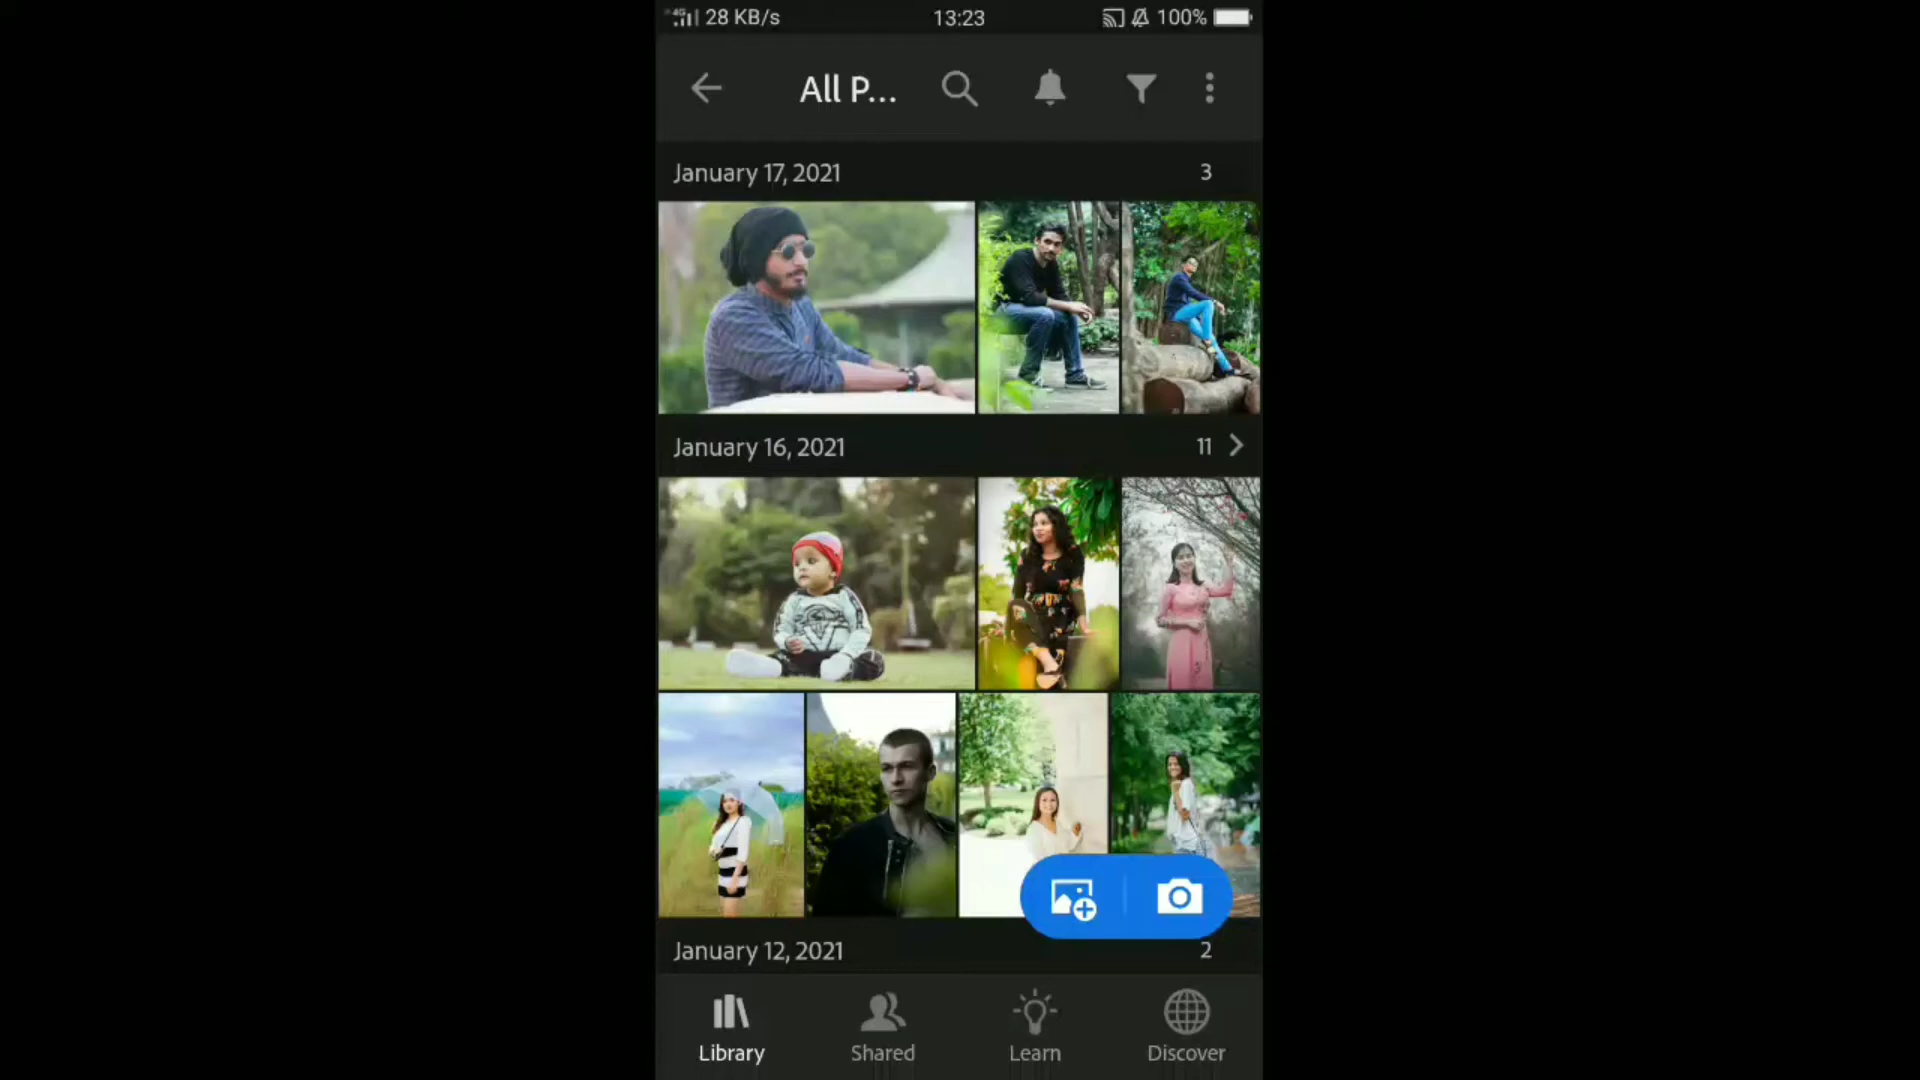 4G 28 KB/s 13:23 100%
All P...
January 17, 2021 3
January 16, 2021 11
January 12, 2021 2
Library Shared Learn Discover